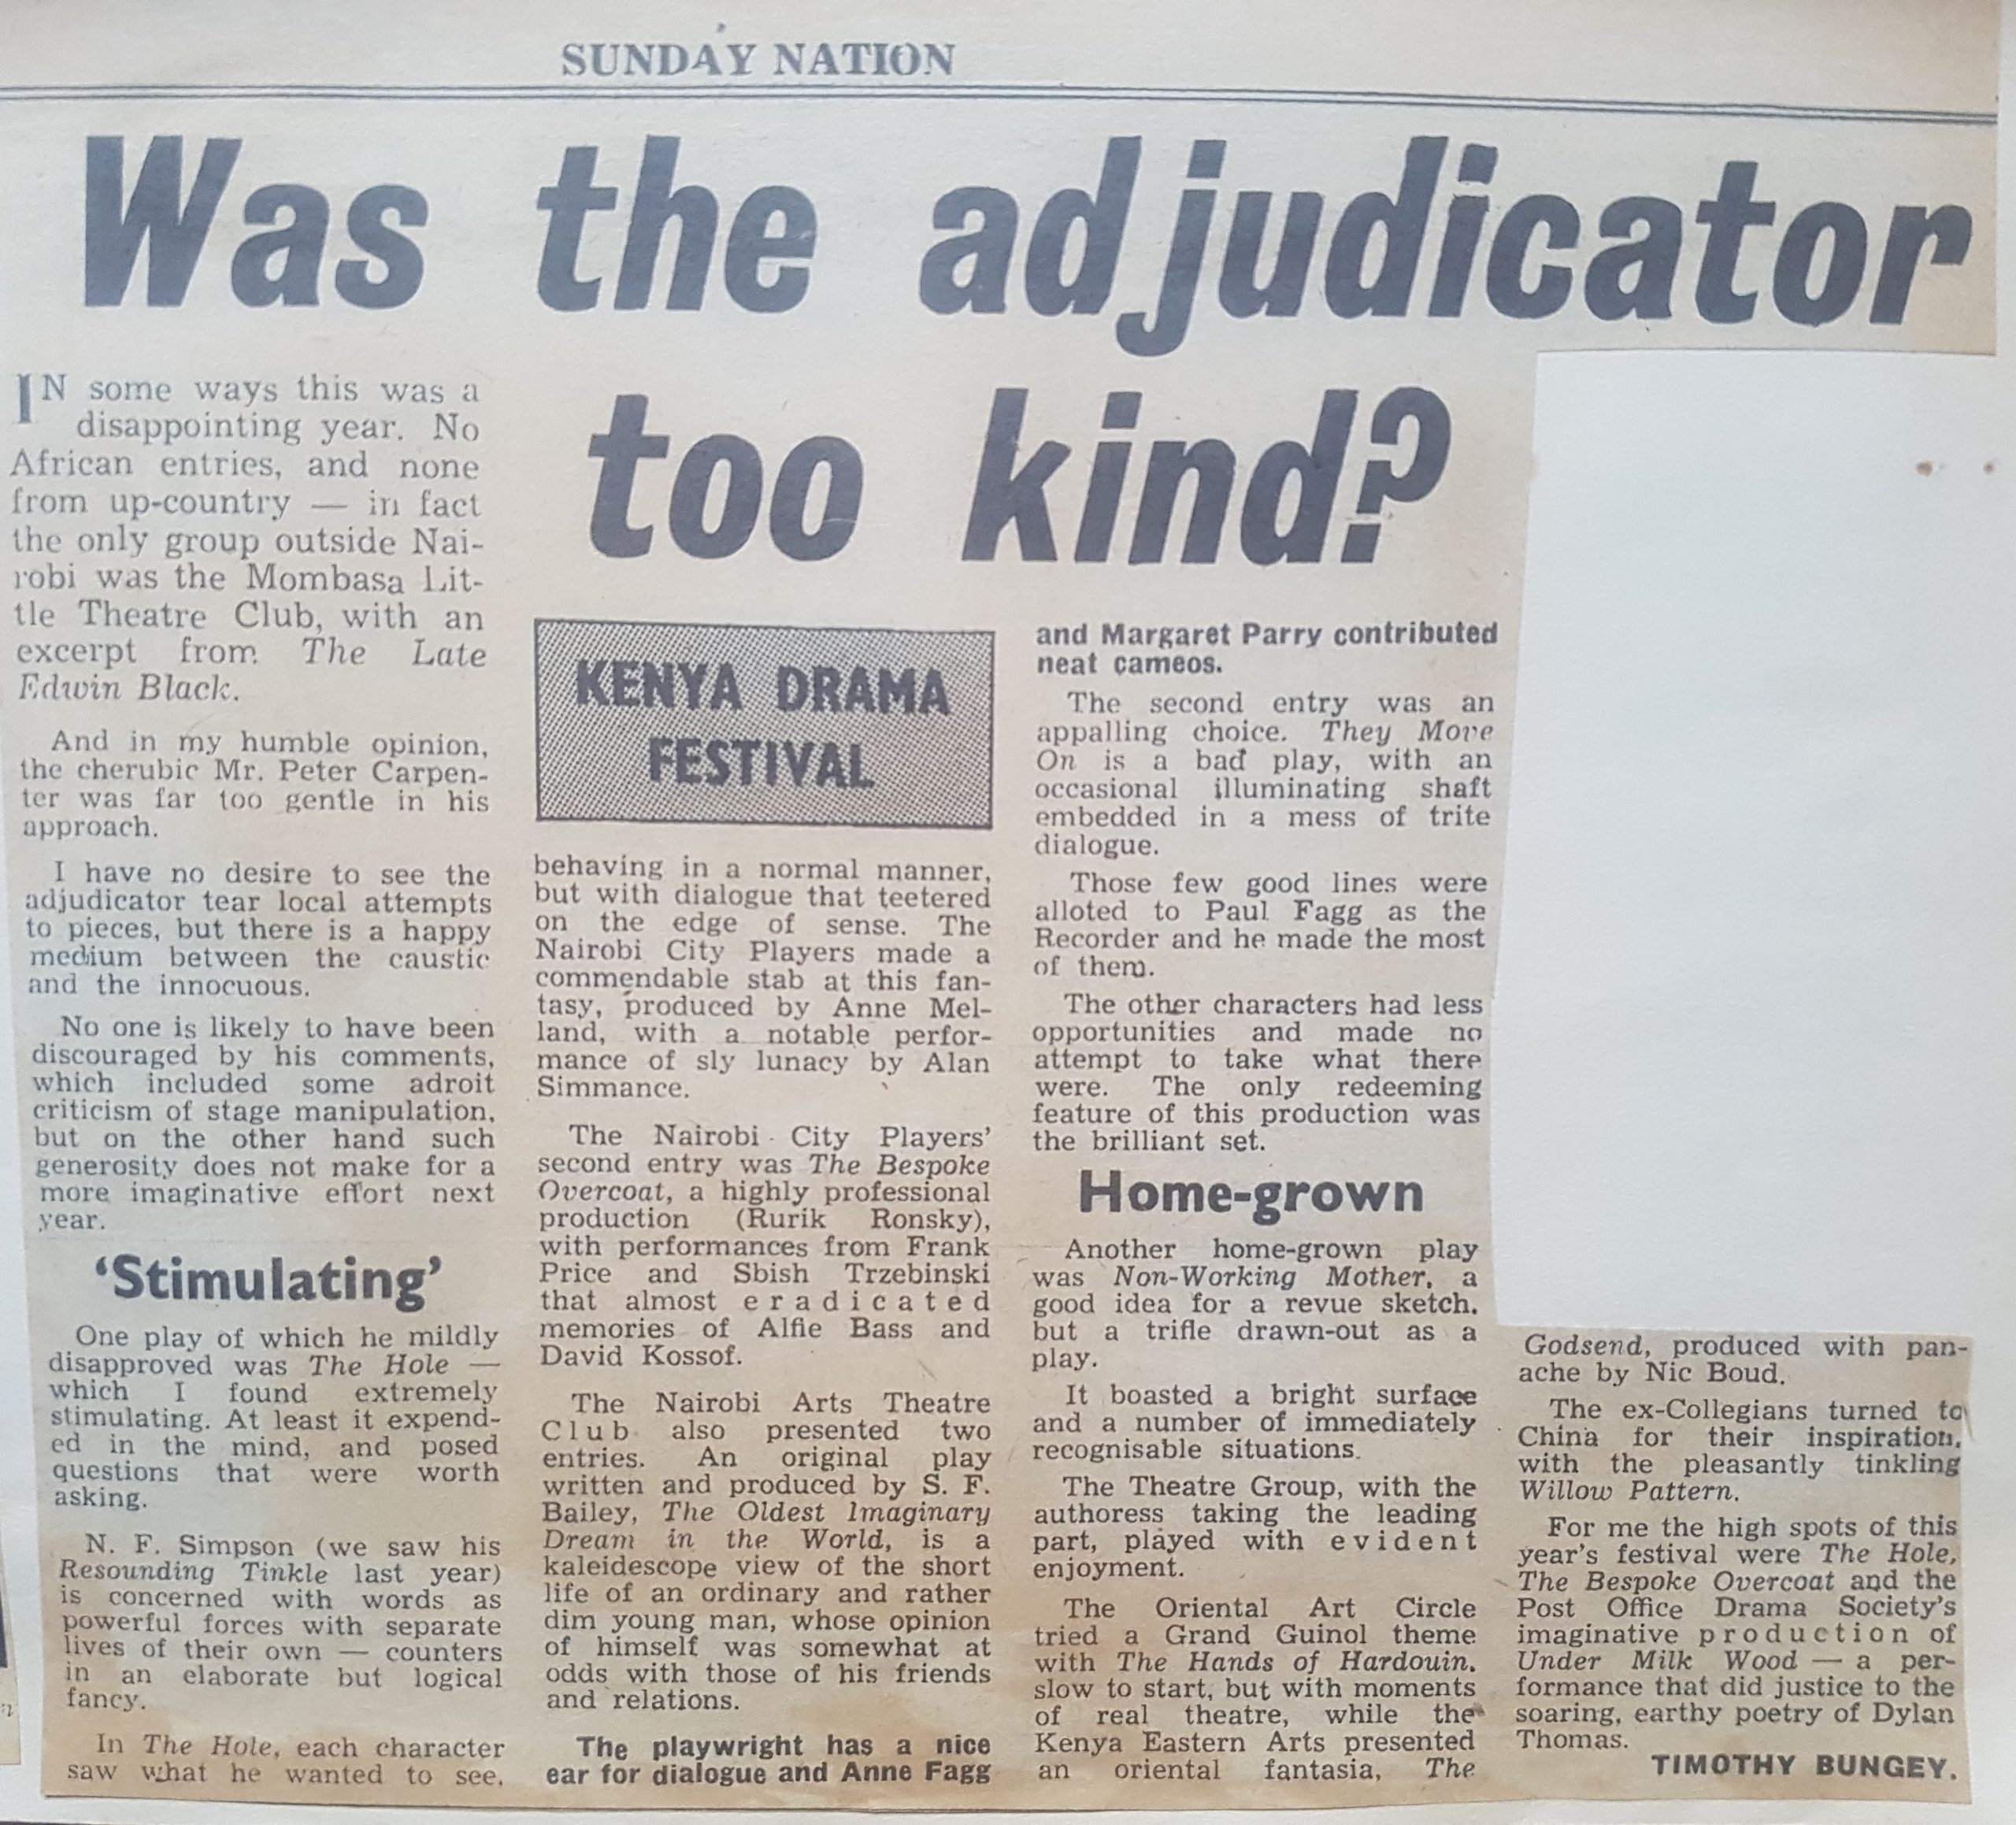 SUNDAY NATION
Was the adjudicator
too kind?
IN some ways this was a
disappointing year. No
African entries, and none
from up-country — in fact
the only group outside Nai-
robi was the Mombasa Lit-
tle Theatre Club, with an
excerpt from The Late
Edwin Black.
And in my humble opinion,
the cherubic Mr. Peter Carpen-
ter was far too gentle in his
approach.
I have no desire to see the
adjudicator tear local attempts
to pieces, but there is a happy
medium between the caustic
and the innocuous.
No one is likely to have been
discouraged by his comments,
which included some adroit
criticism of stage manipulation,
but on the other hand such
generosity does not make for a
more imaginative effort next
year.
'Stimulating'
One play of which he mildly
disapproved was The Hole —
which I found extremely
stimulating. At least it expend-
ed in the mind, and posed
questions that were worth
asking.
N. F. Simpson (we saw his
Resounding Tinkle last year)
is concerned with words as
powerful forces with separate
lives of their own — counters
in an elaborate but logical
fancy.
In The Hole, each character
saw what he wanted to see,
KENYA DRAMA
FESTIVAL
behaving in a normal manner,
but with dialogue that teetered
on the edge of sense. The
Nairobi City Players made a
commendable stab at this fan-
tasy, produced by Anne Mel-
land, with a notable perfor-
mance of sly lunacy by Alan
Simmance.
The Nairobi City Players'
second entry was The Bespoke
Overcoat, a highly professional
production (Rurik Ronsky),
with performances from Frank
Price and Sbish Trzebinski
that almost eradicated
memories of Alfie Bass and
David Kossof.
The Nairobi Arts Theatre
Club also presented two
entries. An original play
written and produced by S. F.
Bailey, The Oldest Imaginary
Dream in the World, is a
kaleidescope view of the short
life of an ordinary and rather
dim young man, whose opinion
of himself was somewhat at
odds with those of his friends
and relations.
The playwright has a nice
ear for dialogue and Anne Fagg
and Margaret Parry contributed
neat cameos.
The second entry was an
appalling choice. They More
On is a bad play, with an
occasional illuminating shaft
embedded in a mess of trite
dialogue.
Those few good lines were
alloted to Paul Fagg as the
Recorder and he made the most
of them.
The other characters had less
opportunities and made no
attempt to take what there
were. The only redeeming
feature of this production was
the brilliant set.
Home-grown
Another home-grown play
was Non-Working Mother, a
good idea for a revue sketch,
but a trifle drawn-out as a
play.
It boasted a bright surface
and a number of immediately
recognisable situations.
The Theatre Group, with the
authoress taking the leading
part, played with evident
enjoyment.
The Oriental Art Circle
tried a Grand Guinol theme
with The Hands of Hardouin,
slow to start, but with moments
of real theatre, while the
Kenya Eastern Arts presented
an oriental fantasia, The
Godsend, produced with pan-
ache by Nic Boud.
The ex-Collegians turned to
China for their inspiration,
with the pleasantly tinkling
Willow Pattern.
For me the high spots of this
year's festival were The Hole,
The Bespoke Overcoat and the
Post Office Drama Society's
imaginative production of
Under Milk Wood — a per-
formance that did justice to the
soaring, earthy poetry of Dylan
Thomas.
TIMOTHY BUNGEY.